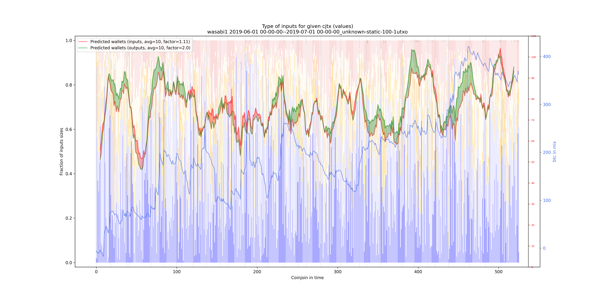 Type of inputs for given cjtx (values)
wasabi1 2019-06-01 00-00-00--2019-07-01 00-00-00_unknown-static-100-1utxo
Predicted wallets (inputs, avg=10, factor=1.11)
Predicted wallets (outputs, avg=10, factor=2.0)
Fraction of inputs sizes
1.0
0.8
0.6
0.4
0.2
0.0
0
100
200
300
400
500
Coinjoin in time
400
300
200
100
0
btc in mix